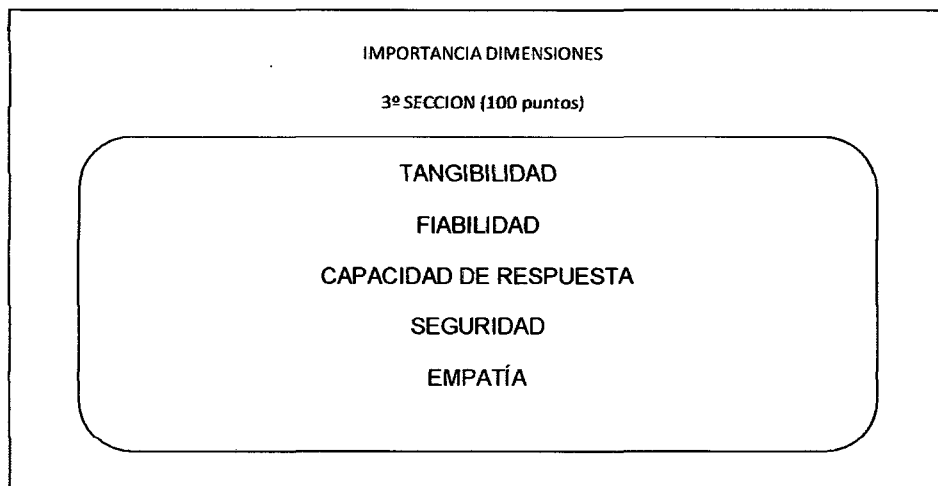 IMPORTANCIA DIMENSIONES
3º SECCION (100 puntos)
TANGIBILIDAD
FIABILIDAD
CAPACIDAD DE RESPUESTA
SEGURIDAD
EMPATÍA